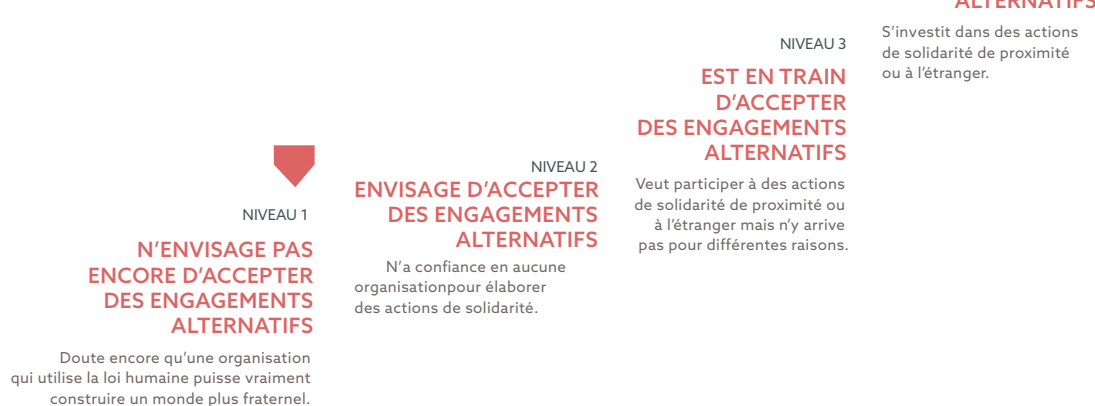 NIVEAU 1
N'ENVISAGE PAS
ENCORE D'ACCEPTER
DES ENGAGEMENTS
ALTERNATIFS
Doute encore qu'une organisation
qui utilise la loi humaine puisse vraiment
construire un monde plus fraternel.
NIVEAU 2
ENVISAGE D'ACCEPTER
DES ENGAGEMENTS
ALTERNATIFS
N'a confiance en aucune
organisationpour élaborer
des actions de solidarité.
NIVEAU 3
EST EN TRAIN
D'ACCEPTER
DES ENGAGEMENTS
ALTERNATIFS
Veut participer à des actions
de solidarité de proximité ou
à l'étranger mais n'y arrive
pas pour différentes raisons.
ALTERNATIFS
S'investit dans des actions
de solidarité de proximité
ou à l'étranger.